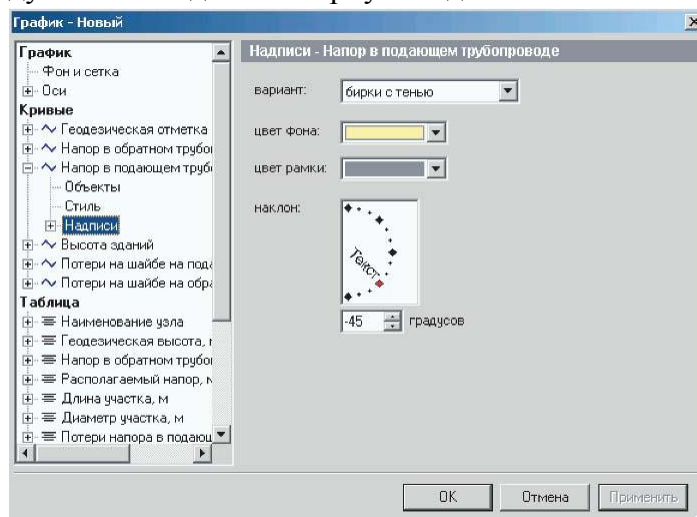 График - Новый
График
Фон и сетка
Оси
Кривые
Геодезическая отметка
Напор в обратном трубо
Напор в подающем труб
Объекты
Стиль
Надписи
Высота зданий
Потери на шайбе на под
Потери на шайбе на обр
Таблица
Наименование узла
Геодезическая высота,
Напор в обратном трубо
Располагаемый напор,
Длина участка, м
Диаметр участка, м
Потери напора в подающ
Надписи - Напор в подающем трубопроводе
вариант:
бирки с тенью
цвет фона:
цвет рамки:
наклон:
Текст
-45 градусов
OK Отмена Применить